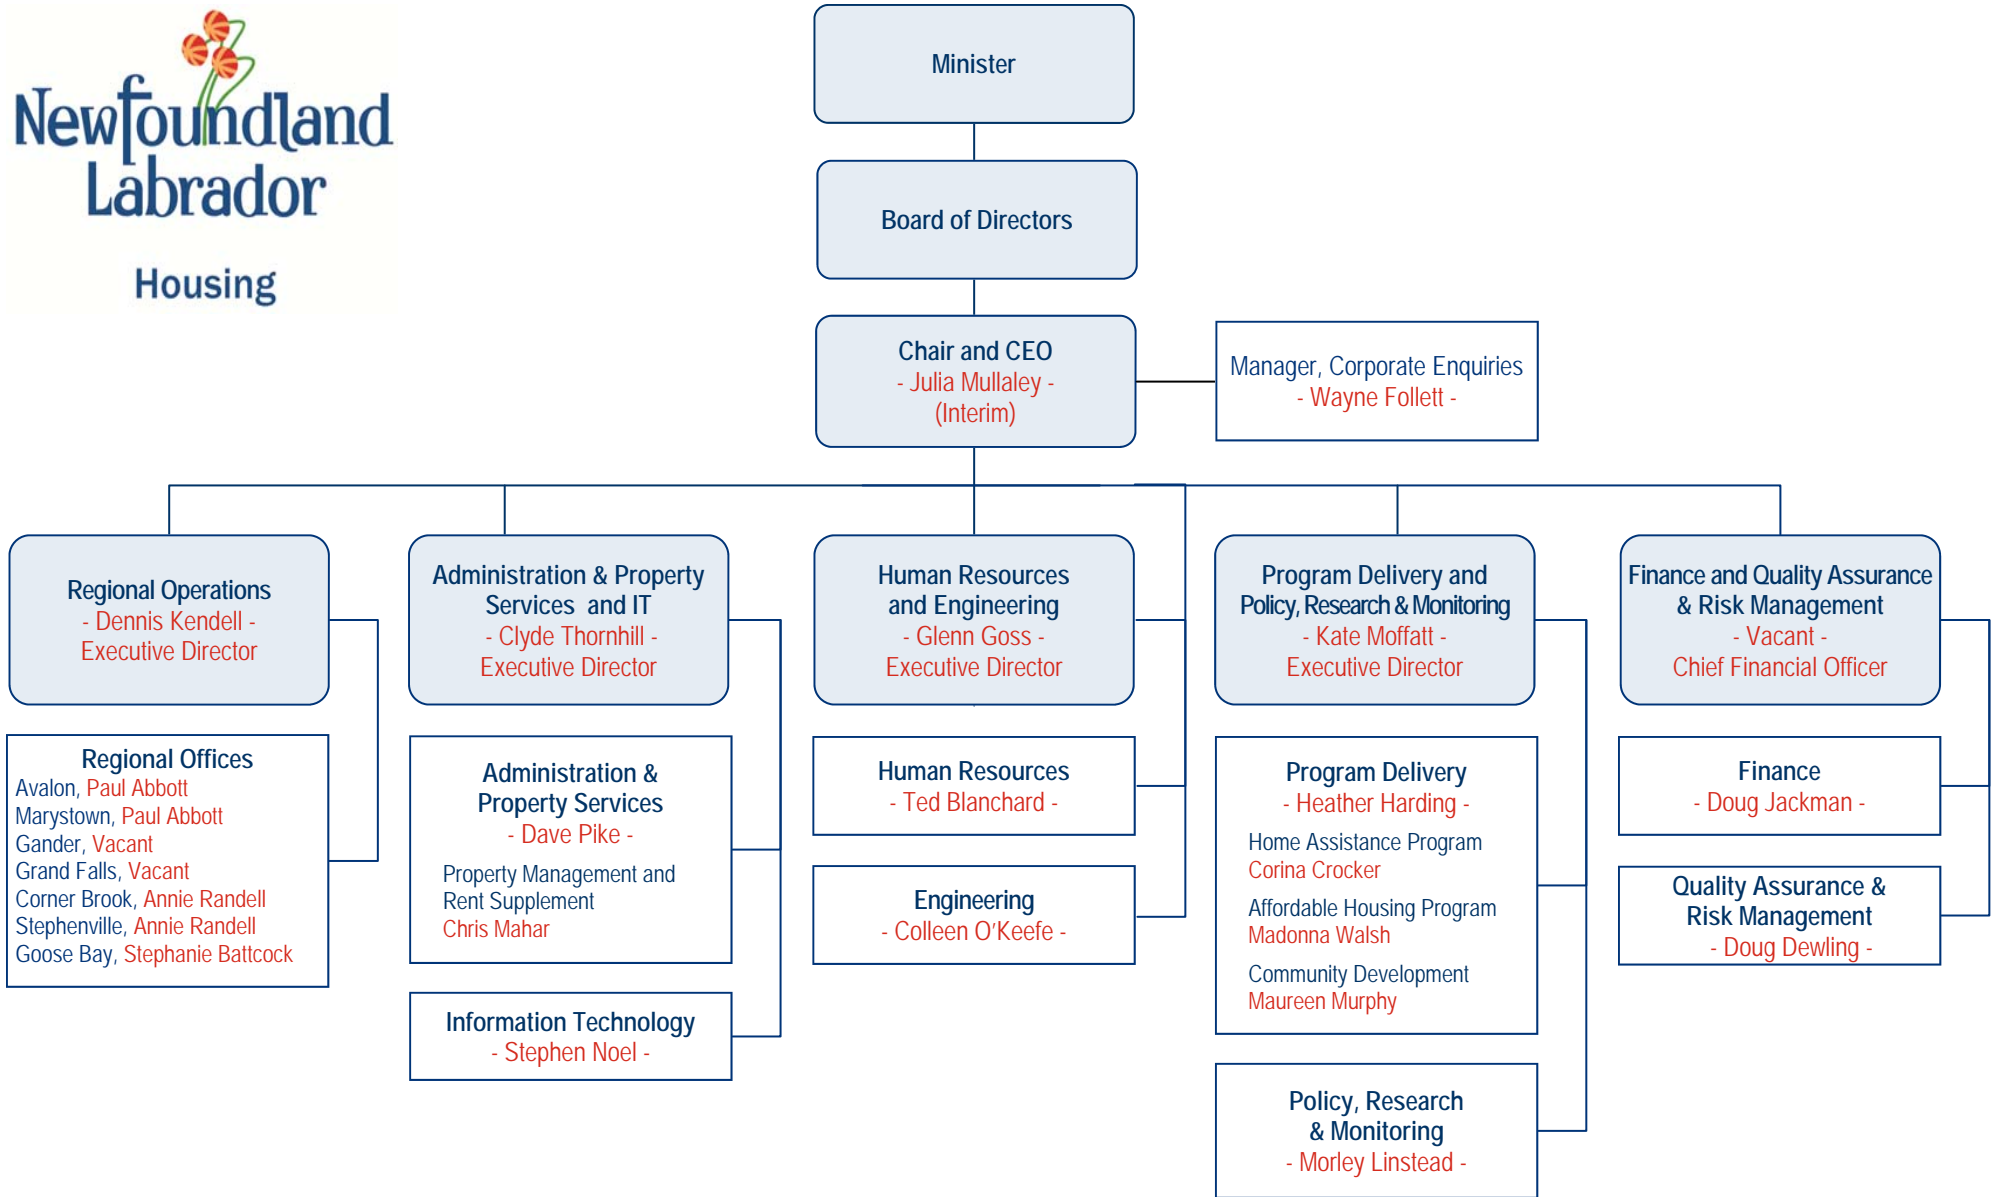 Newfoundland
Labrador
Housing
Minister
Board of Directors
Chair and CEO
- Julia Mullaley -
(Interim)
Manager, Corporate Enquiries
- Wayne Follett -
Regional Operations
- Dennis Kendell -
Executive Director
Administration & Property
Services and IT
- Clyde Thornhill -
Executive Director
Human Resources
and Engineering
- Glenn Goss -
Executive Director
Program Delivery and
Policy, Research & Monitoring
- Kate Moffatt -
Executive Director
Finance and Quality Assurance
& Risk Management
- Vacant -
Chief Financial Officer
Regional Offices
Avalon, Paul Abbott
Marystown, Paul Abbott
Gander, Vacant
Grand Falls, Vacant
Corner Brook, Annie Randell
Stephenville, Annie Randell
Goose Bay, Stephanie Battcock
Administration &
Property Services
- Dave Pike -
Property Management and
Rent Supplement
Chris Mahar
Information Technology
- Stephen Noel -
Human Resources
- Ted Blanchard -
Engineering
- Colleen O'Keefe -
Program Delivery
- Heather Harding -
Home Assistance Program
Corina Crocker
Affordable Housing Program
Madonna Walsh
Community Development
Maureen Murphy
Policy, Research
& Monitoring
- Morley Linstead -
Finance
- Doug Jackman -
Quality Assurance &
Risk Management
- Doug Dewling -